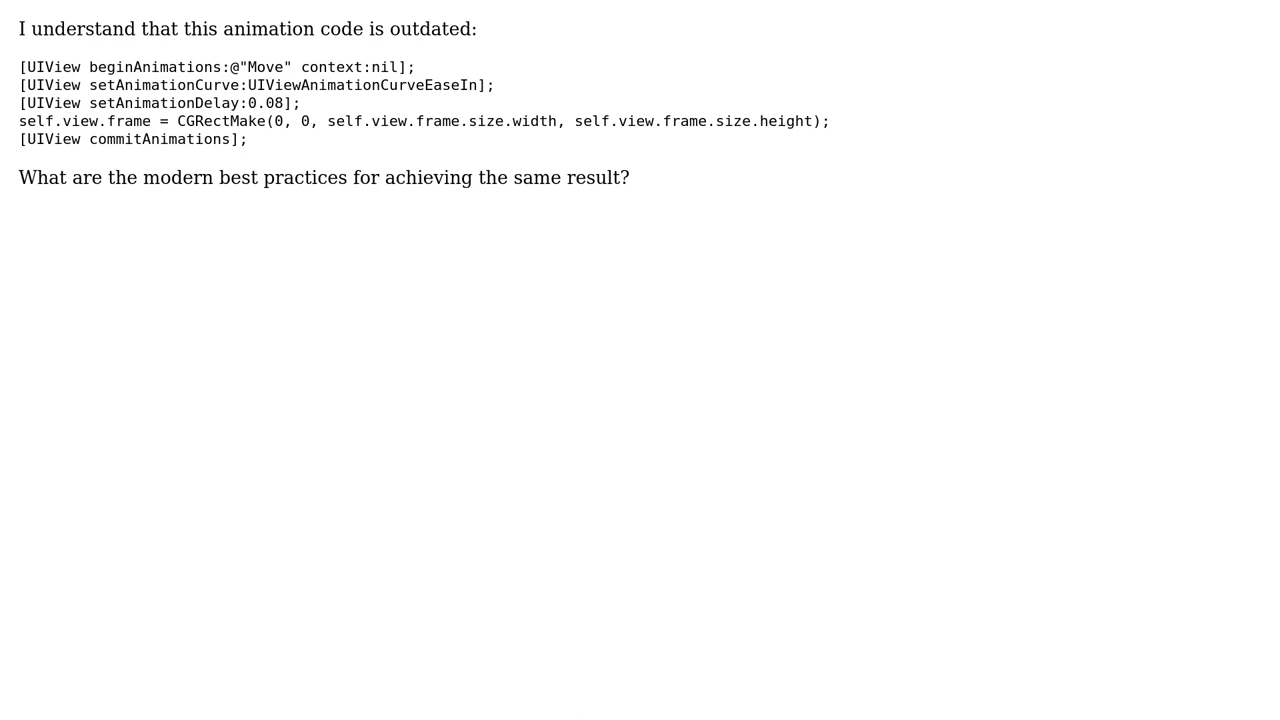 I understand that this animation code is outdated:
[UIView beginAnimations:@"Move" context:nil];
[UIView setAnimationCurve:UIViewAnimationCurveEaseIn];
[UIView setAnimationDelay:0.08];
self.view.frame = CGRectMake(0, 0, self.view.frame.size.width, self.view.frame.size.height);
[UIView commitAnimations];
What are the modern best practices for achieving the same result?